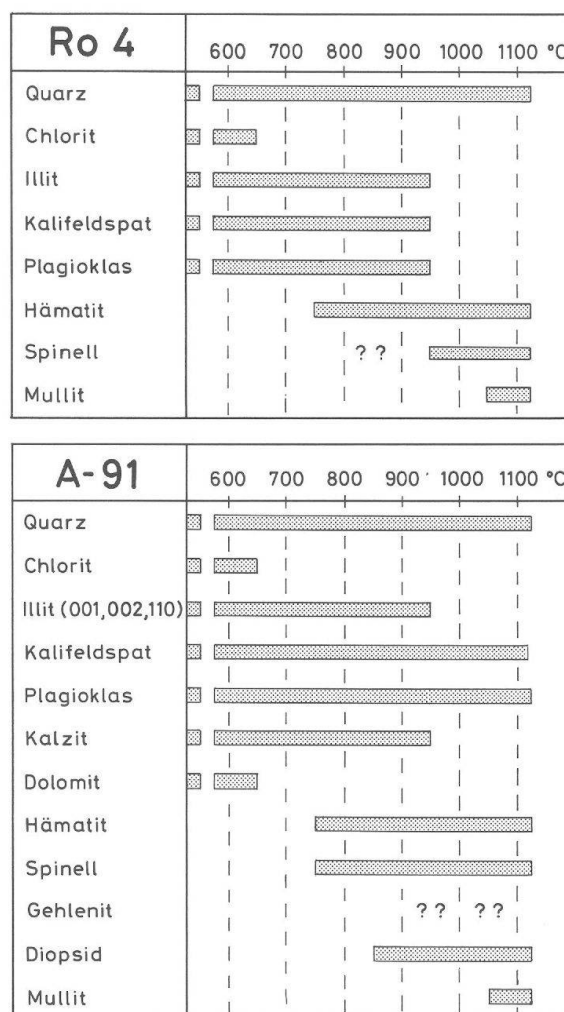 Ro 4 600 700 800 900 1000 1100 °C
Quarz
Chlorit
Illit
Kalifeldspat
Plagioklas
Hämatit
Spinell ? ?
Mullit
A-91 600 700 800 900 1000 1100 °C
Quarz
Chlorit
Illit (001,002,110)
Kalifeldspat
Plagioklas
Kalzit
Dolomit
Hämatit
Spinell
Gehlenit ? ? ? ?
Diopsid
Mullit